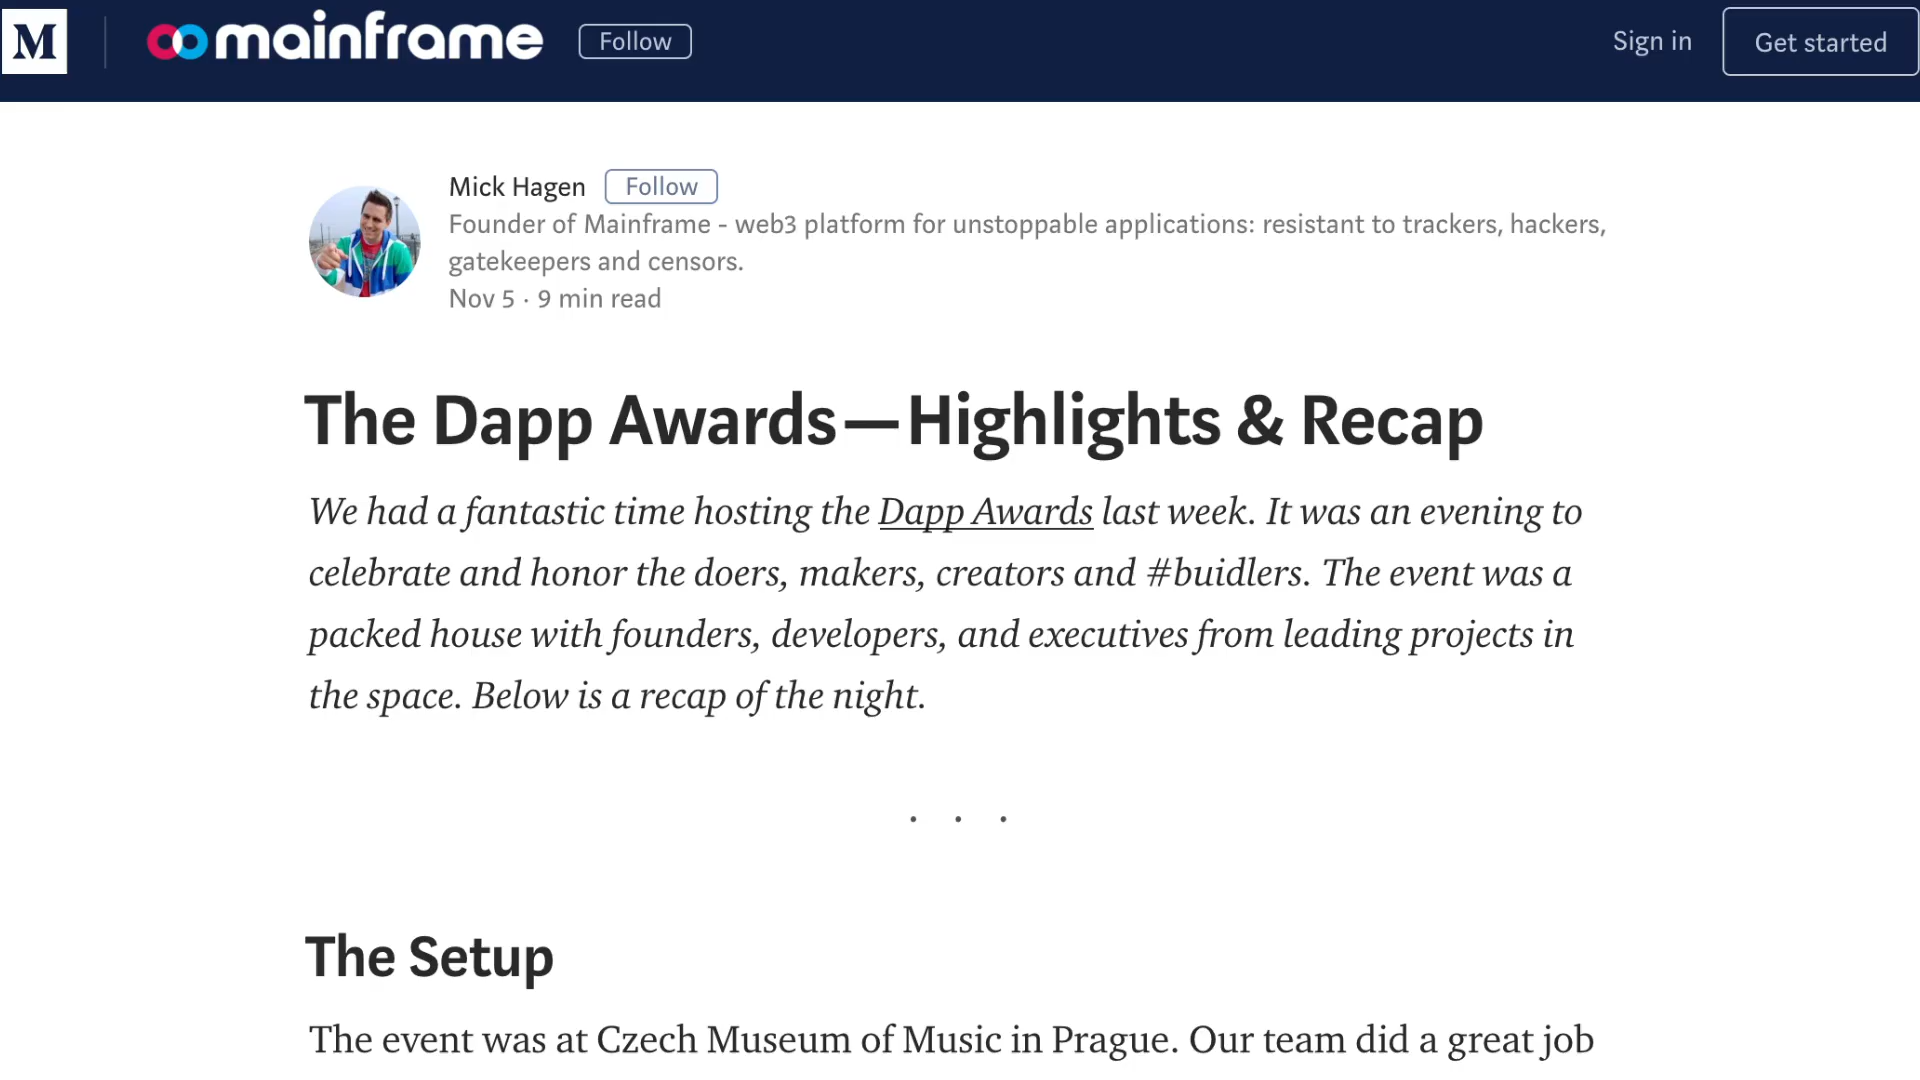 M
mainframe
Follow
Sign in
Get started
Mick Hagen
Follow
Founder of Mainframe - web3 platform for unstoppable applications: resistant to trackers, hackers,
gatekeepers and censors.
Nov 5 · 9 min read
The Dapp Awards—Highlights & Recap
We had a fantastic time hosting the Dapp Awards last week. It was an evening to
celebrate and honor the doers, makers, creators and #buidlers. The event was a
packed house with founders, developers, and executives from leading projects in
the space. Below is a recap of the night.
. . .
The Setup
The event was at Czech Museum of Music in Prague. Our team did a great job